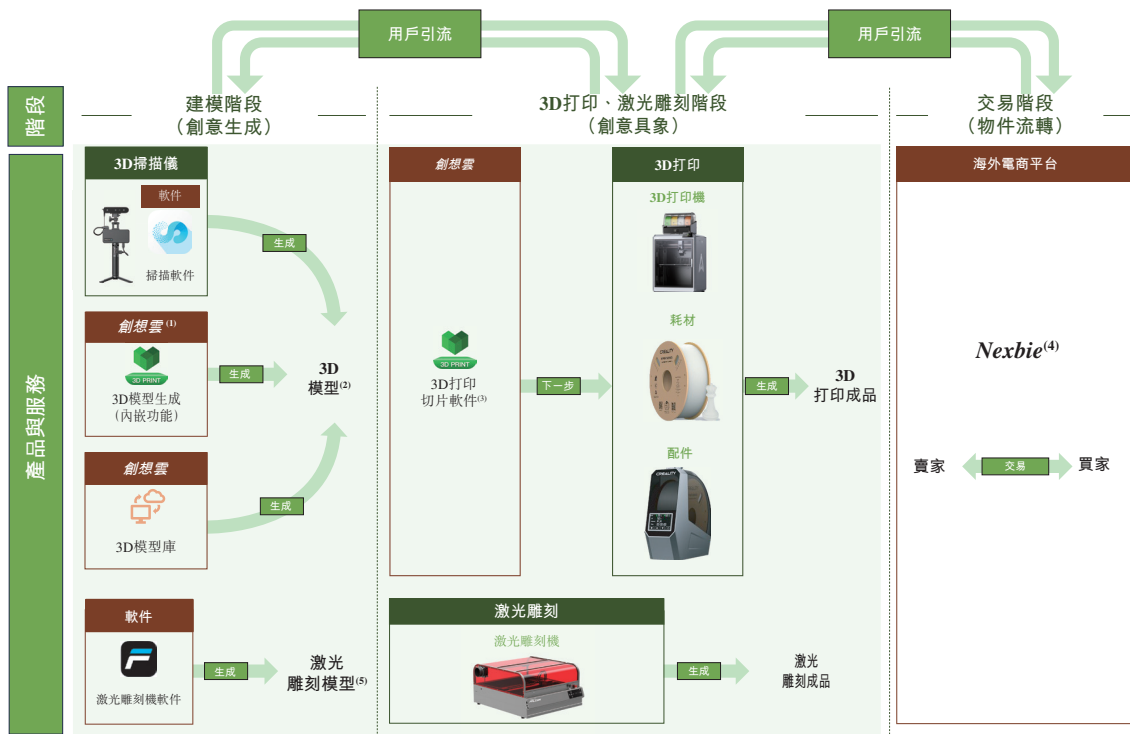 用戶引流
用戶引流
階段
建模階段
（創意生成）
3D打印、激光雕刻階段
（創意具象）
交易階段
（物件流轉）
產品與服務
3D掃描儀
軟件
掃描軟件
生成
創想雲(1)
3D PRINT
3D模型生成
(內嵌功能)
生成
3D
模型(2)
創想雲
3D模型庫
生成
軟件
激光雕刻機軟件
生成
激光
雕刻模型(5)
創想雲
3D PRINT
3D打印
切片軟件(3)
下一步
3D打印
3D打印機
耗材
CREALITY
配件
CREALITY
生成
3D
打印成品
激光雕刻
激光雕刻機
生成
激光
雕刻成品
海外電商平台
Nexbie(4)
賣家
交易
買家